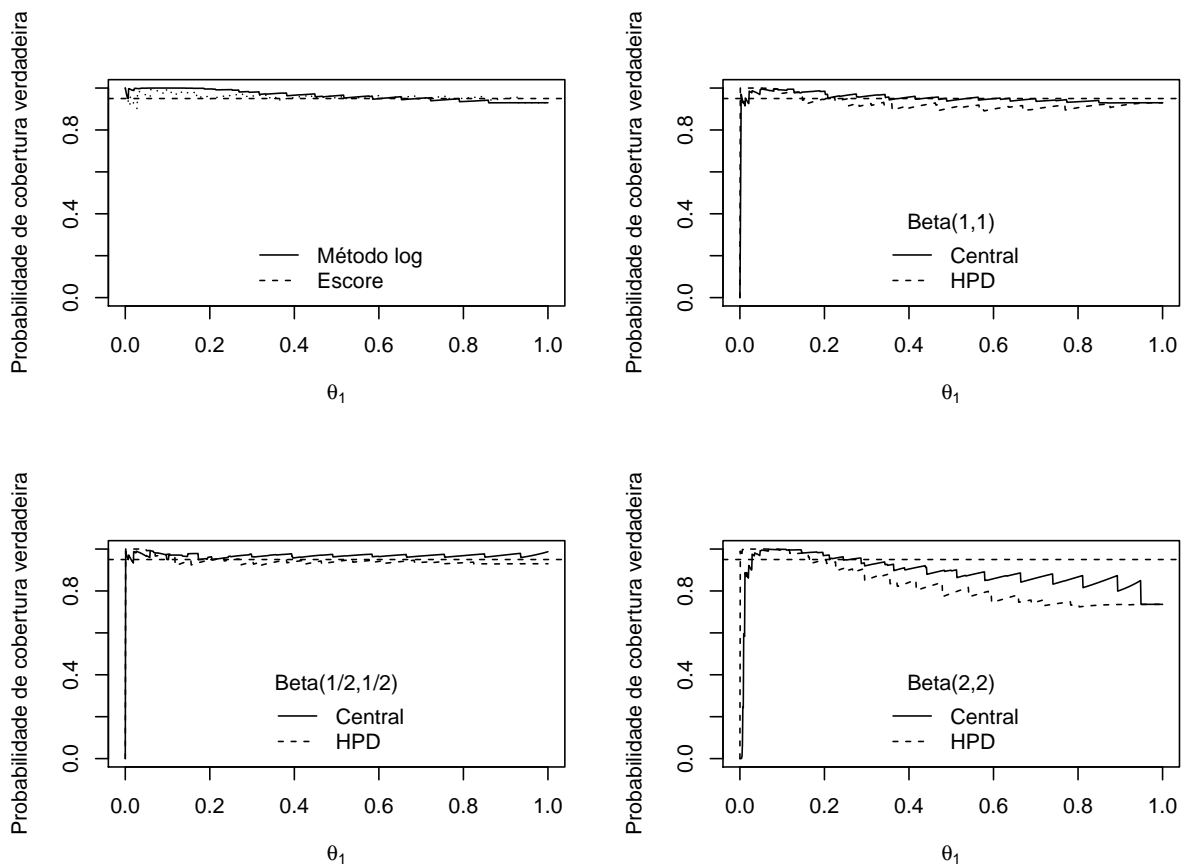 Probabilidade de cobertura verdadeira
0.0 0.4 0.8
Método log
Escore
0.0 0.2 0.4 0.6 0.8 1.0
θ1
Probabilidade de cobertura verdadeira
0.0 0.4 0.8
Beta(1,1)
Central
HPD
0.0 0.2 0.4 0.6 0.8 1.0
θ1
Probabilidade de cobertura verdadeira
0.0 0.4 0.8
Beta(1/2,1/2)
Central
HPD
0.0 0.2 0.4 0.6 0.8 1.0
θ1
Probabilidade de cobertura verdadeira
0.0 0.4 0.8
Beta(2,2)
Central
HPD
0.0 0.2 0.4 0.6 0.8 1.0
θ1